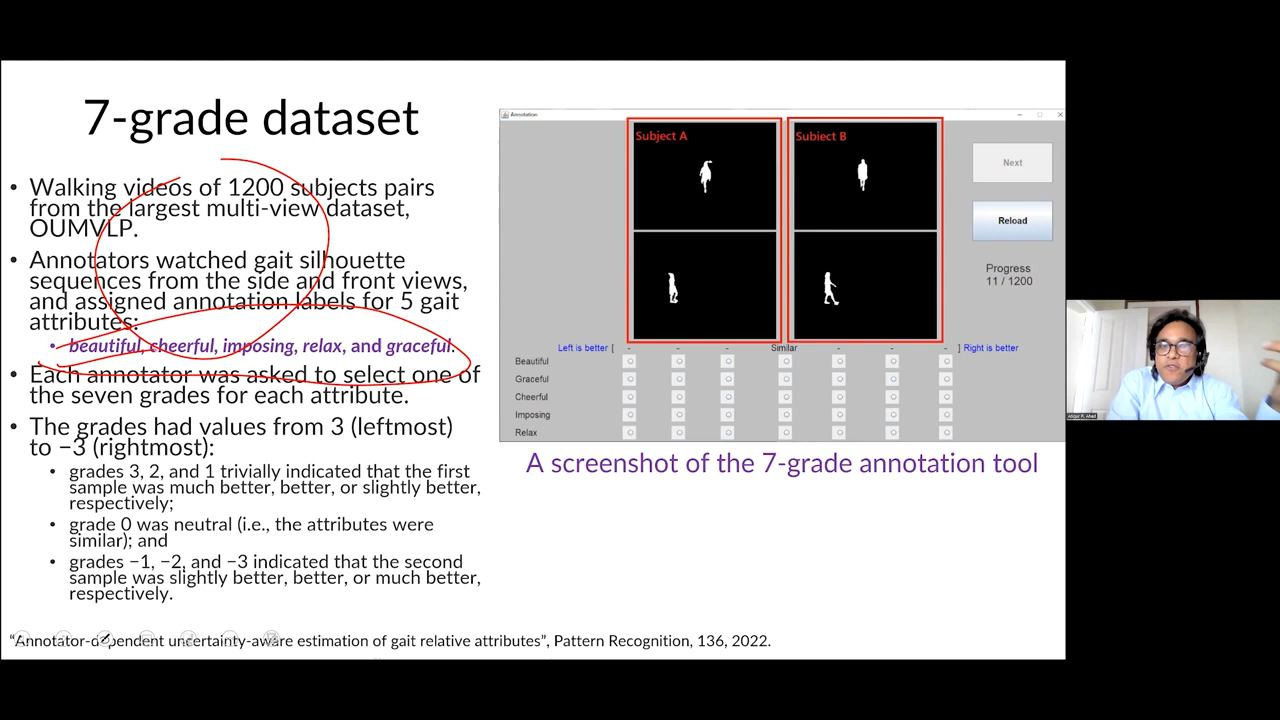 7-grade dataset
• Walking videos of 1200 subjects pairs
from the largest multi-view dataset,
OUMVLP.
• Annotators watched gait silhouette
sequences from the side and front views,
and assigned annotation labels for 5 gait
attributes:
• beautiful, cheerful, imposing, relax, and graceful.
• Each annotator was asked to select one of
the seven grades for each attribute.
• The grades had values from 3 (leftmost)
to −3 (rightmost):
• grades 3, 2, and 1 trivially indicated that the first
sample was much better, better, or slightly better,
respectively;
• grade 0 was neutral (i.e., the attributes were
similar); and
• grades −1, −2, and −3 indicated that the second
sample was slightly better, better, or much better,
respectively.
Annotation
Subject A
Subject B
Next
Reload
Progress
11 / 1200
Left is better [ - - - Similar - - - ] Right is better
Beautiful
Graceful
Cheerful
Imposing
Relax
A screenshot of the 7-grade annotation tool
“Annotator-dependent uncertainty-aware estimation of gait relative attributes”, Pattern Recognition, 136, 2022.
Atiqur R. Ahad